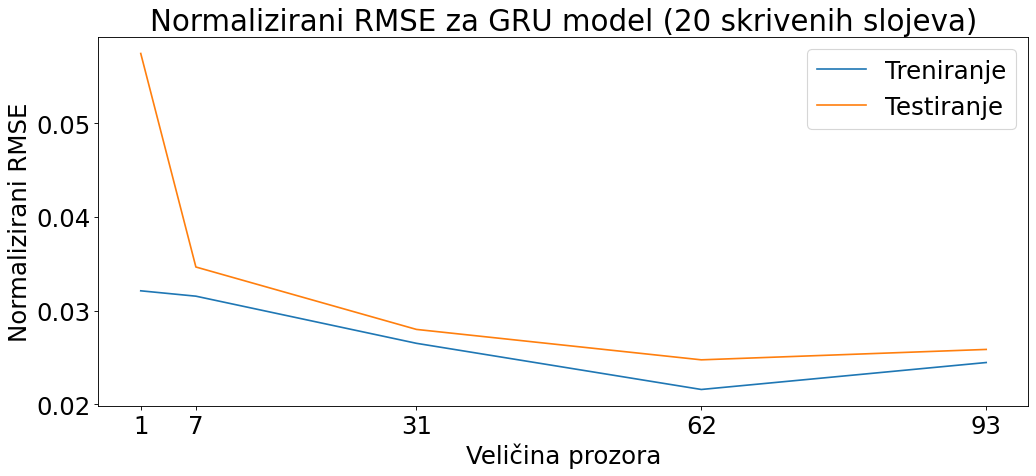 Normalizirani RMSE za GRU model (20 skrivenih slojeva)
Treniranje
Testiranje
Normalizirani RMSE
0.05
0.04
0.03
0.02
1 7 31 62 93
Veličina prozora